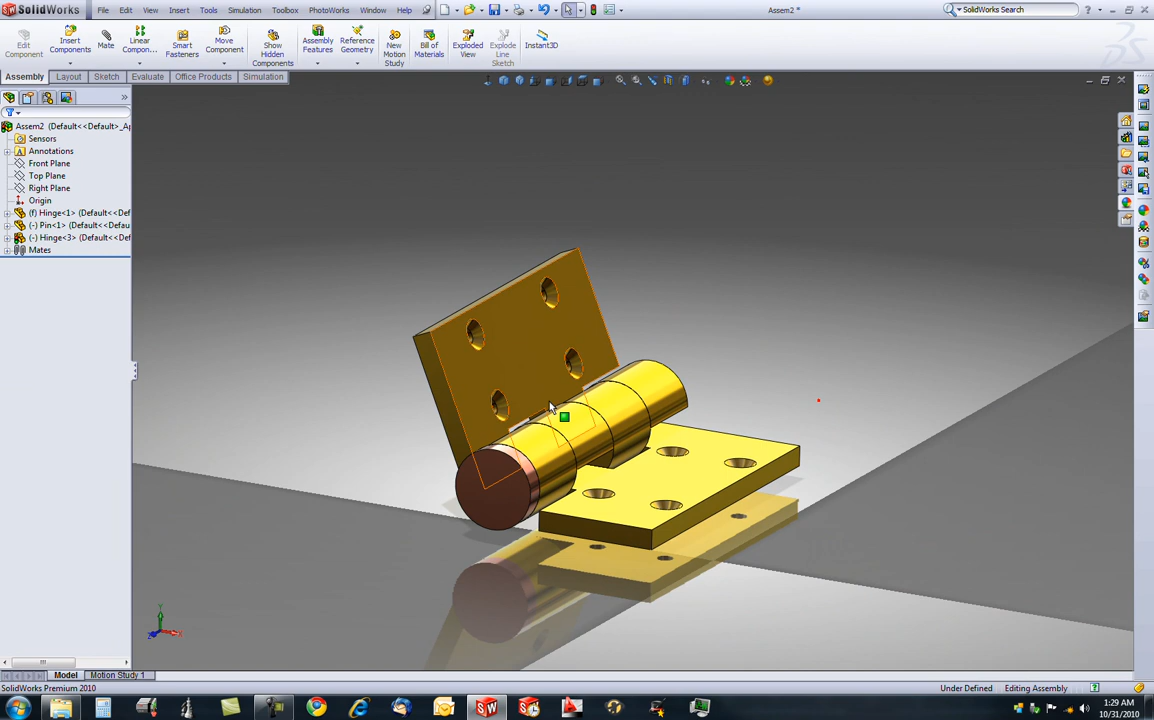 SolidWorks
File Edit View Insert Tools Simulation Toolbox PhotoWorks Window Help
Assem2 *
SolidWorks Search
Edit Component
Insert Components
Mate
Linear Compon...
Smart Fasteners
Move Component
Show Hidden Components
Assembly Features
Reference Geometry
New Motion Study
Bill of Materials
Exploded View
Explode Line Sketch
Instant3D
Assembly Layout Sketch Evaluate Office Products Simulation
Assem2 (Default<Default>_Ap
Sensors
Annotations
Front Plane
Top Plane
Right Plane
Origin
(f) Hinge<1> (Default<<Def
(-) Pin<1> (Default<<Defau
(-) Hinge<3> (Default<<Def
Mates
Y
Model Motion Study 1
SolidWorks Premium 2010
Under Defined Editing Assembly
1:29 AM
10/31/2010